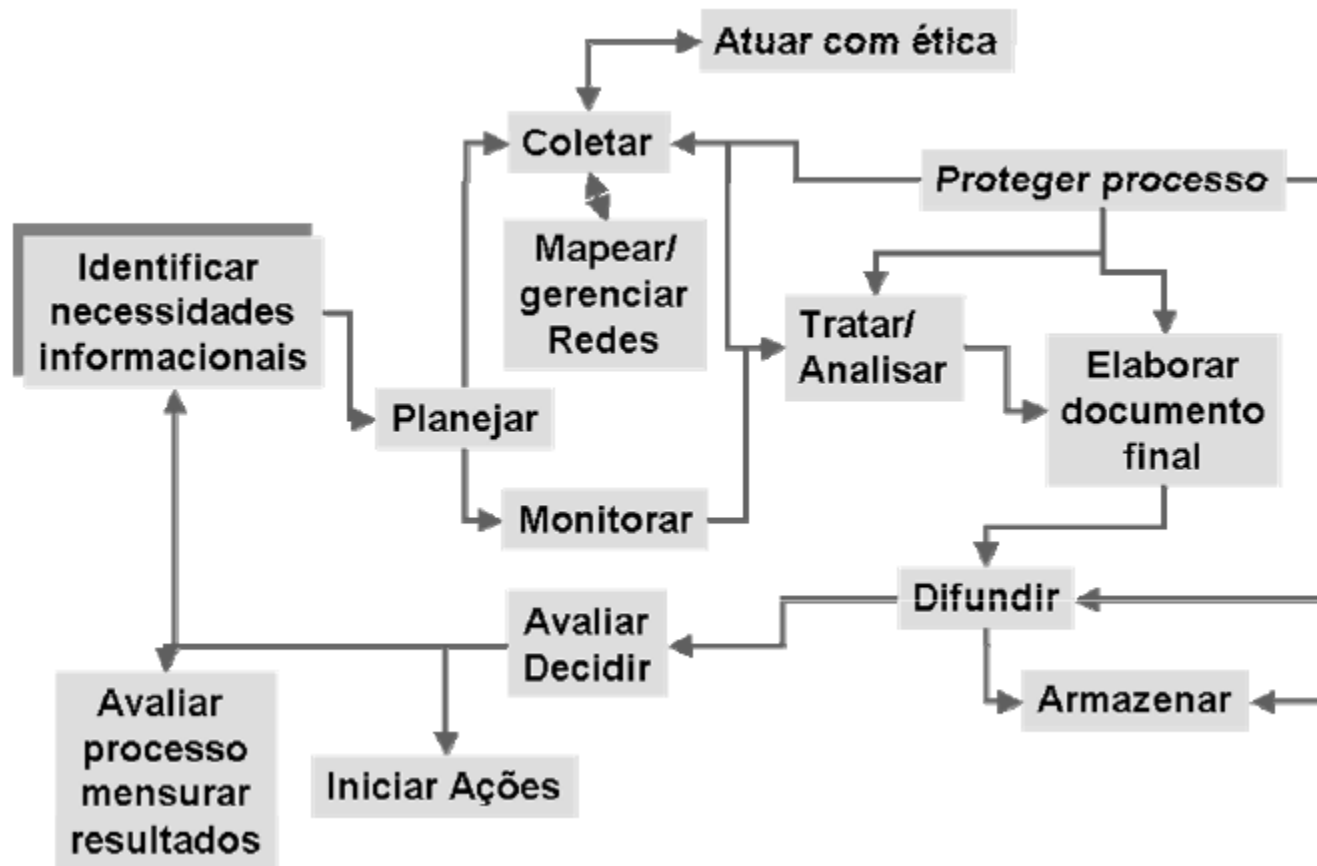 Atuar com ética
Coletar
Proteger processo
Mapear/
gerenciar
Redes
Identificar
necessidades
informacionais
Tratar/
Analisar
Elaborar
documento
final
Planejar
Monitorar
Difundir
Avaliar
Decidir
Armazenar
Avaliar
processo
mensurar
resultados
Iniciar Ações